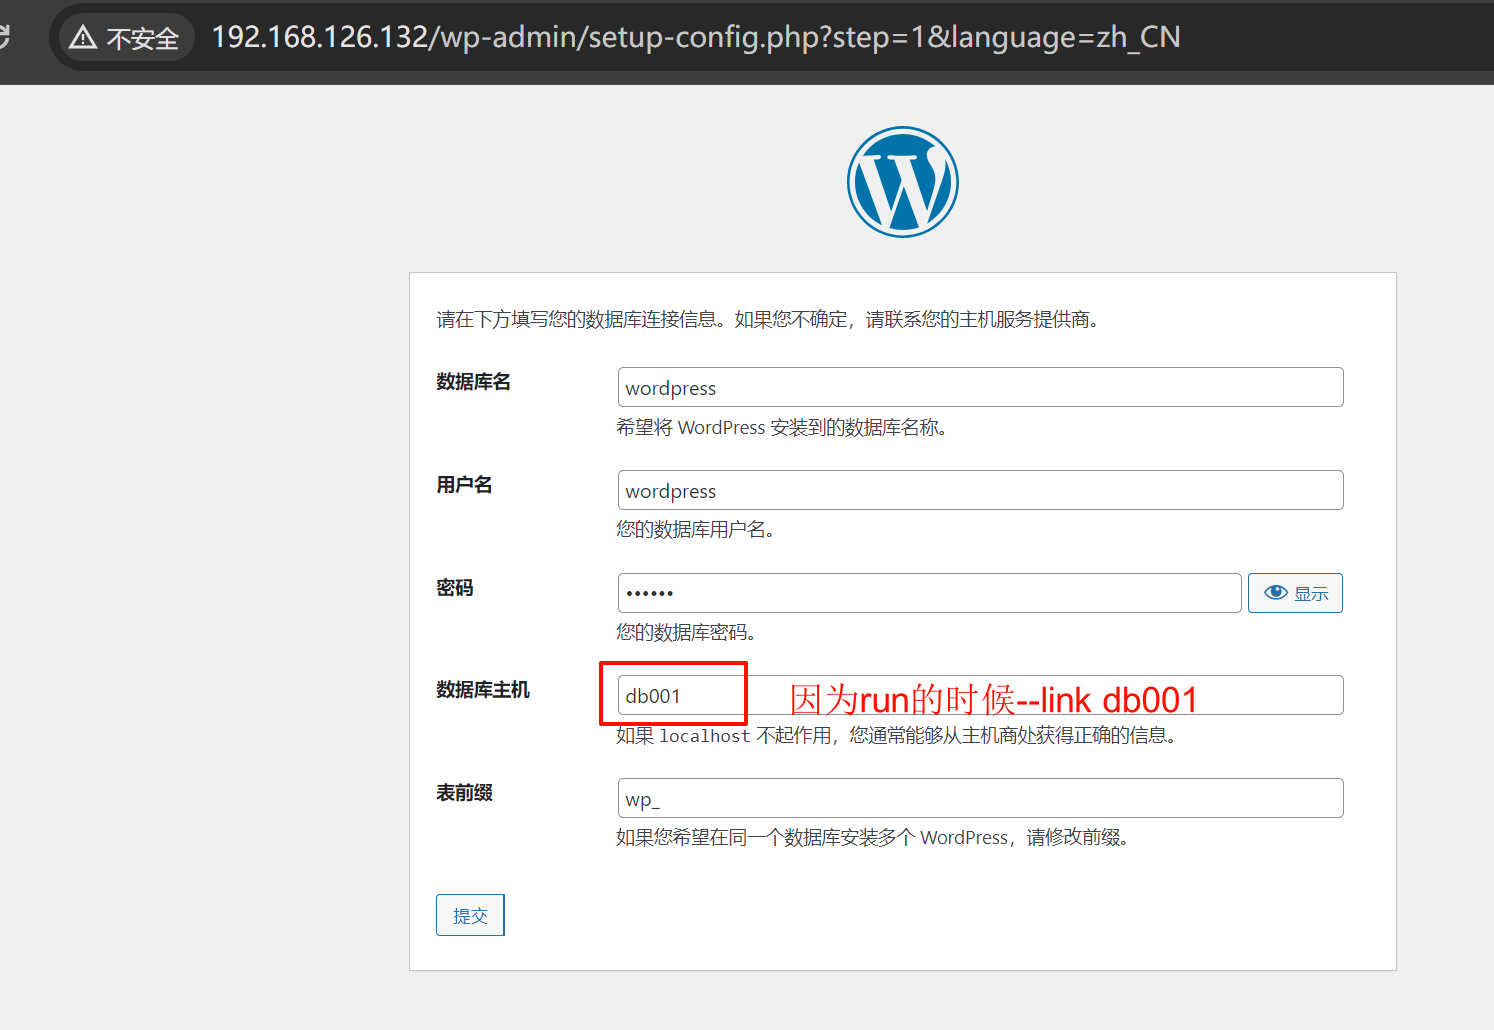 不安全 192.168.126.132/wp-admin/setup-config.php?step=1&language=zh_CN
请在下方填写您的数据库连接信息。如果您不确定，请联系您的主机服务提供商。
数据库名 wordpress
希望将 WordPress 安装到的数据库名称。
用户名 wordpress
您的数据库用户名。
密码 •••••• 显示
您的数据库密码。
数据库主机 db001 因为run的时候--link db001
如果 localhost 不起作用，您通常能够从主机商处获得正确的信息。
表前缀 wp_
如果您希望在同一个数据库安装多个 WordPress，请修改前缀。
提交